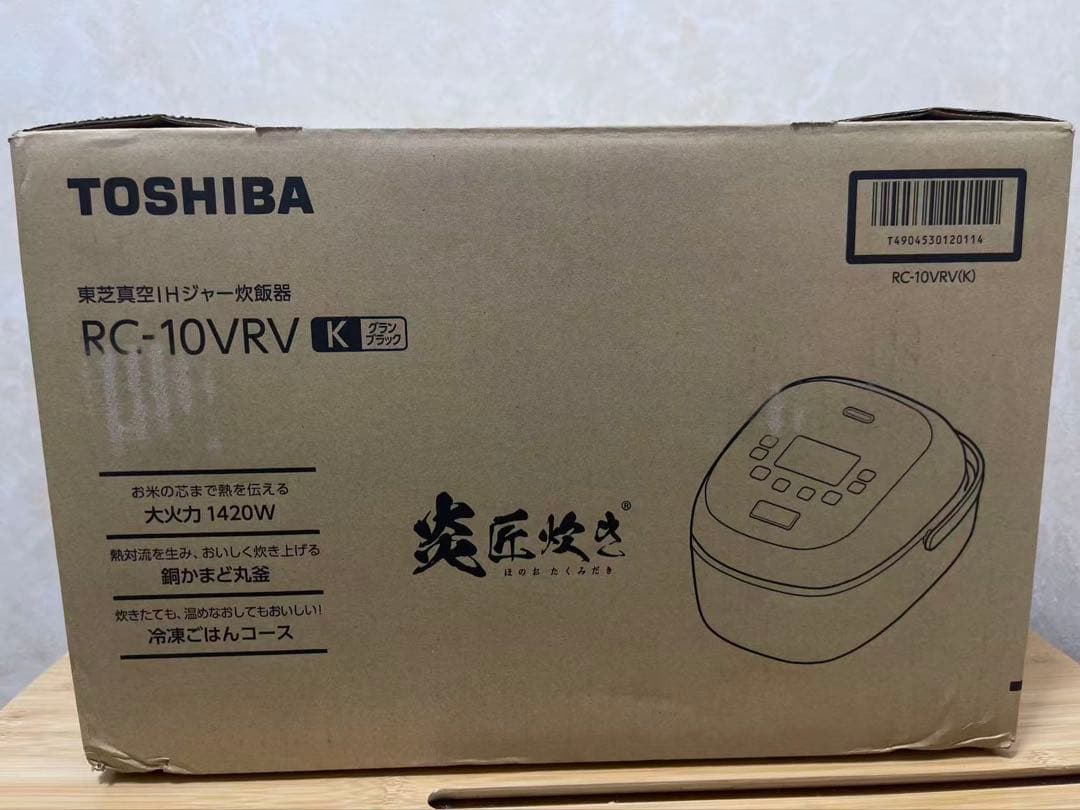 TOSHIBA
T4904530120114
RC-10VRV(K)
東芝真空IHジャー炊飯器
RC-10VRV K グラン
ブラック
お米の芯まで熱を伝える
大火力1420W
熱対流を生み、おいしく炊き上げる
銅かまど丸釜
炊きたても、温めなおしてもおいしい!
冷凍ごはんコース
炎匠炊き®
ほのおたくみだき